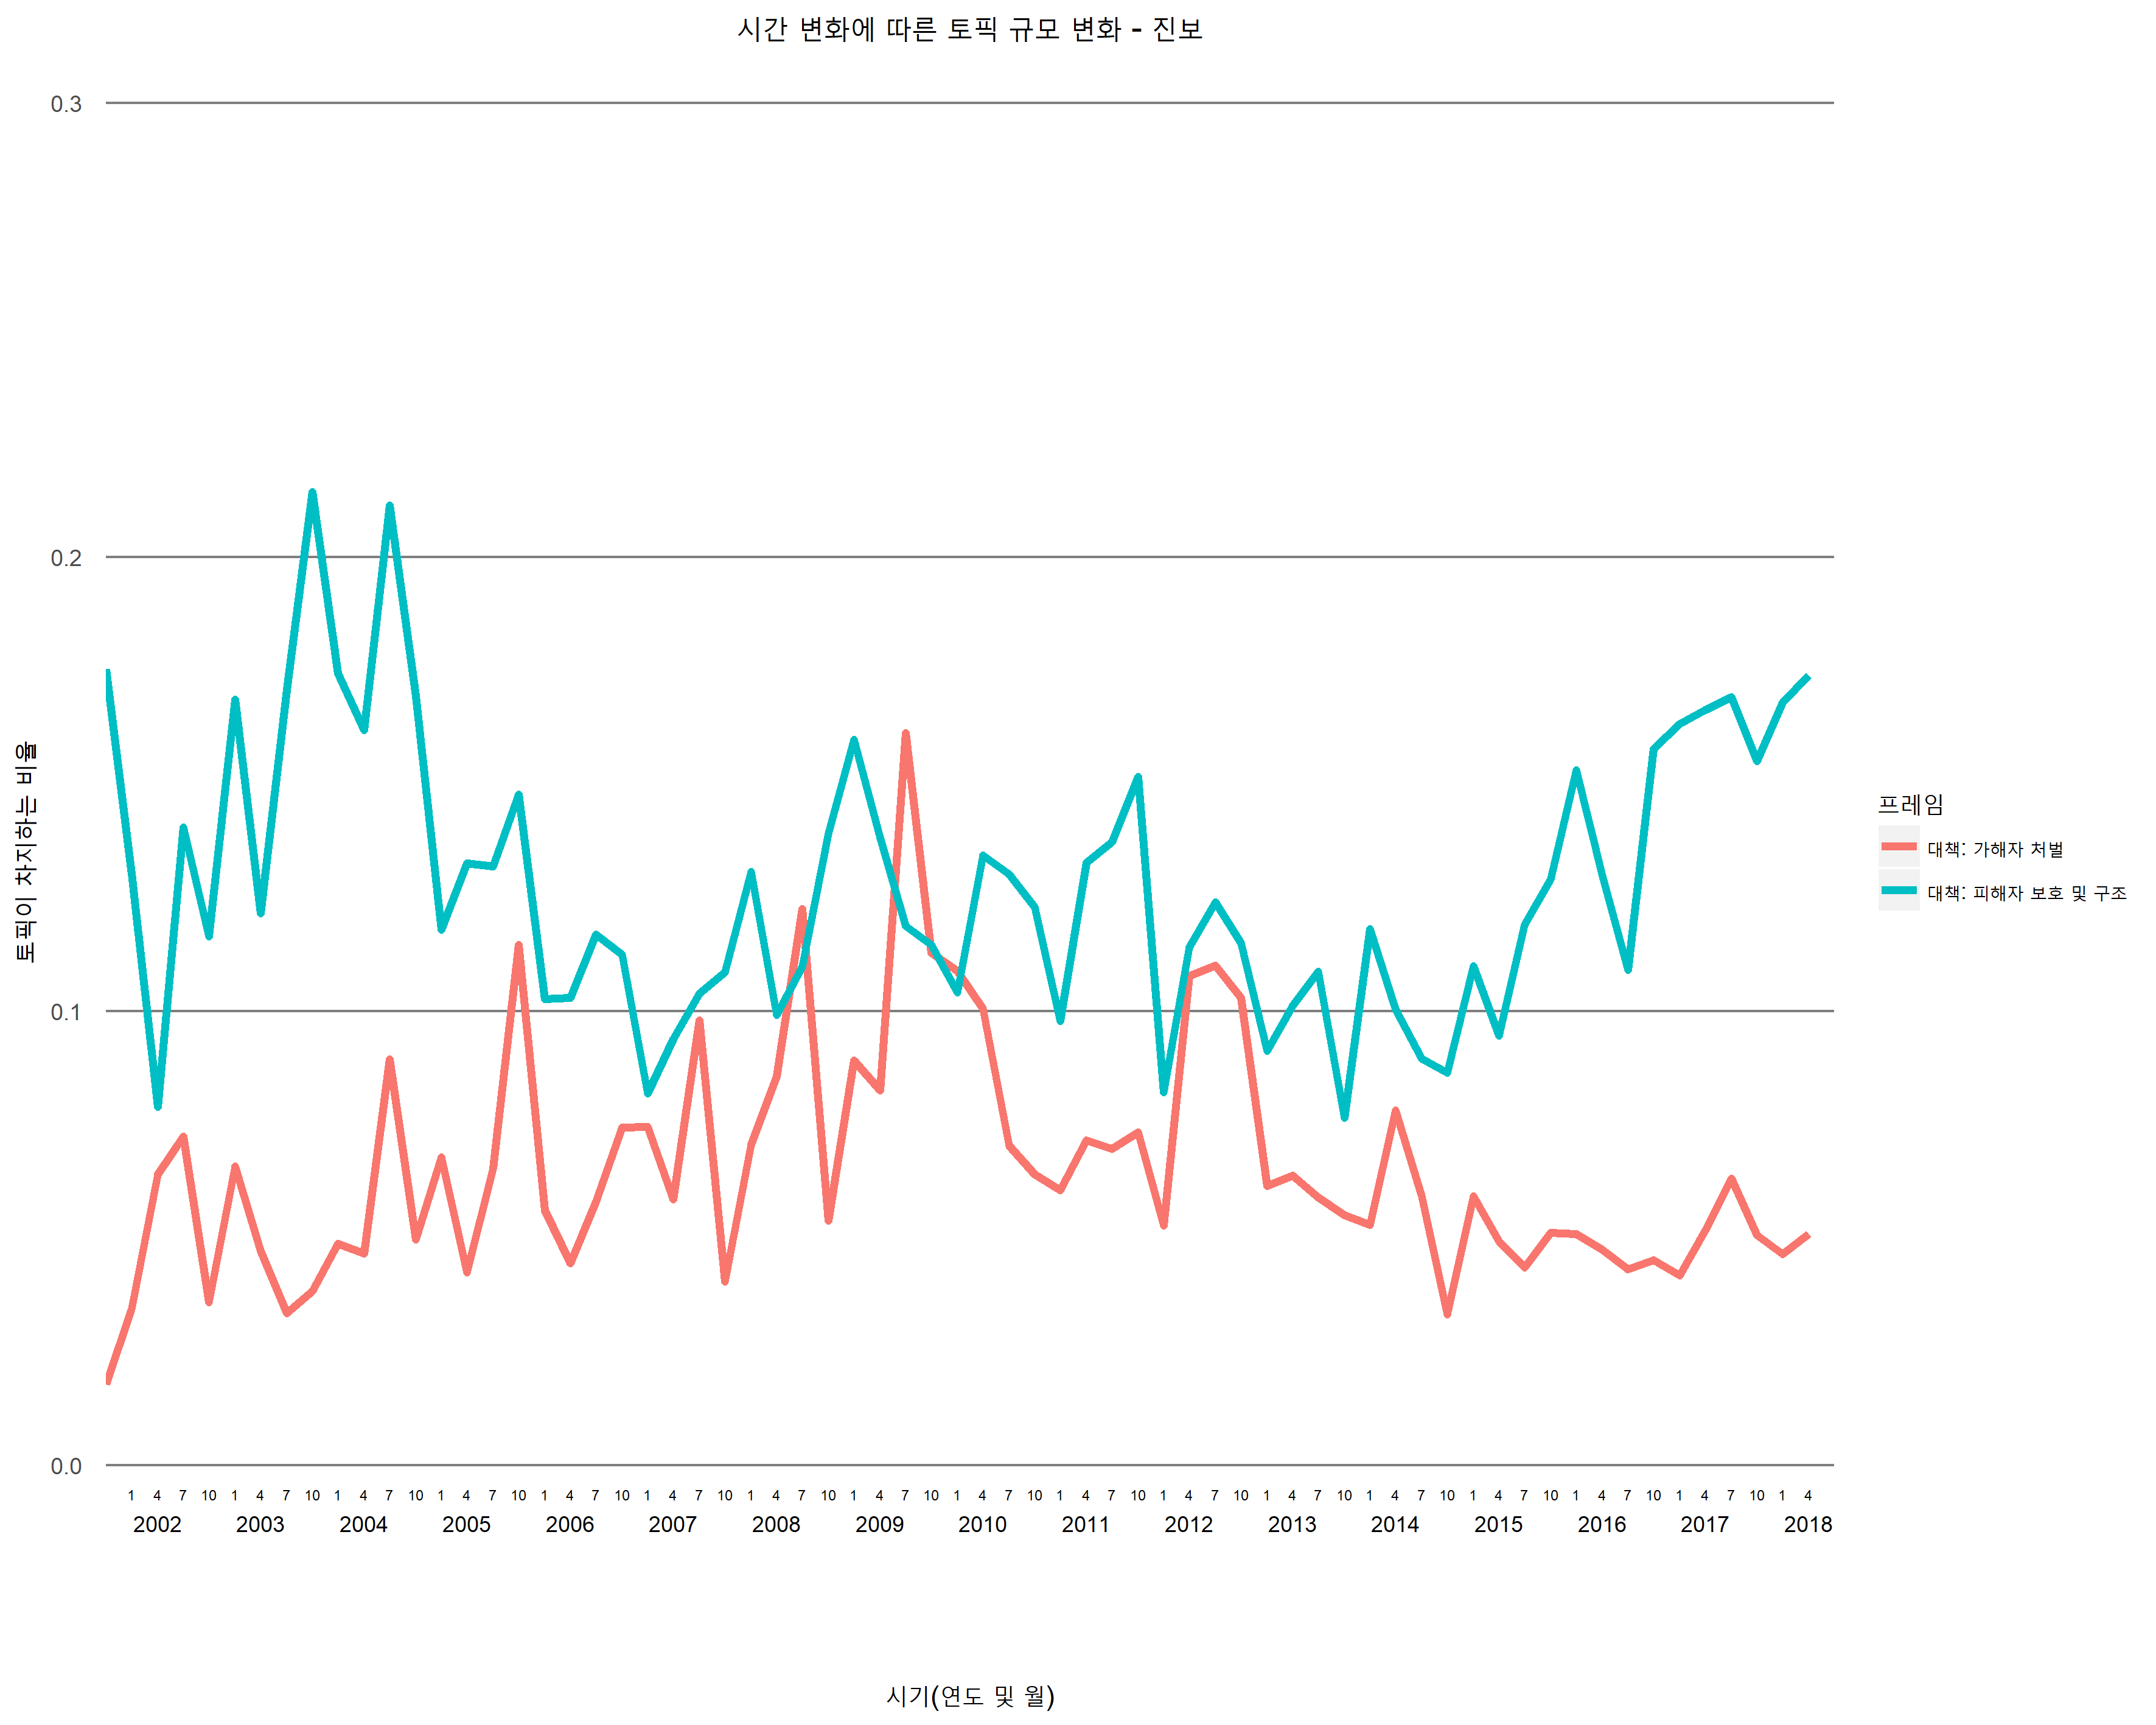 시간 변화에 따른 토픽 규모 변화 - 진보
0.3
0.2
0.1
0.0
토픽이 차지하는 비율
1 4 7 10 1 4 7 10 1 4 7 10 1 4 7 10 1 4 7 10 1 4 7 10 1 4 7 10 1 4 7 10 1 4 7 10 1 4 7 10 1 4 7 10 1 4 7 10 1 4 7 10 1 4 7 10 1 4 7 10 1 4 7 10 1 4
2002 2003 2004 2005 2006 2007 2008 2009 2010 2011 2012 2013 2014 2015 2016 2017 2018
시기(연도 및 월)
프레임
대책: 가해자 처벌
대책: 피해자 보호 및 구조